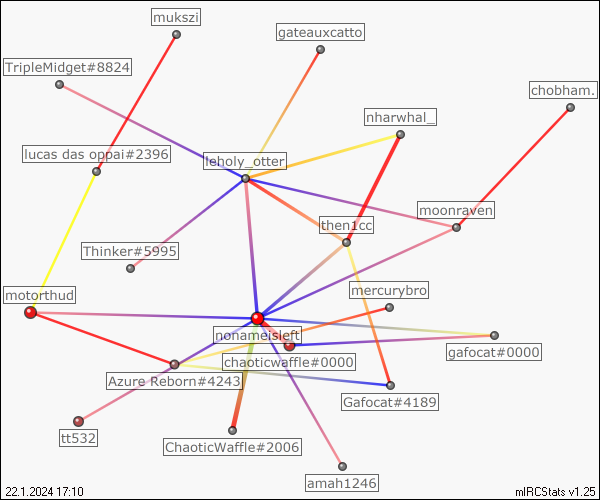 mukszi
gateauxcatto
TripleMidget#8824
chobham.
nharwhal_
lucas das oppai#2396
leholy_otter
moonraven
then1cc
Thinker#5995
mercurybro
motorthud
nonameisleft
gafocat#0000
chaoticwaffle#0000
Azure Reborn#4243
Gafocat#4189
tt532
ChaoticWaffle#2006
amah1246
22.1.2024 17:10
mIRCStats v1.25